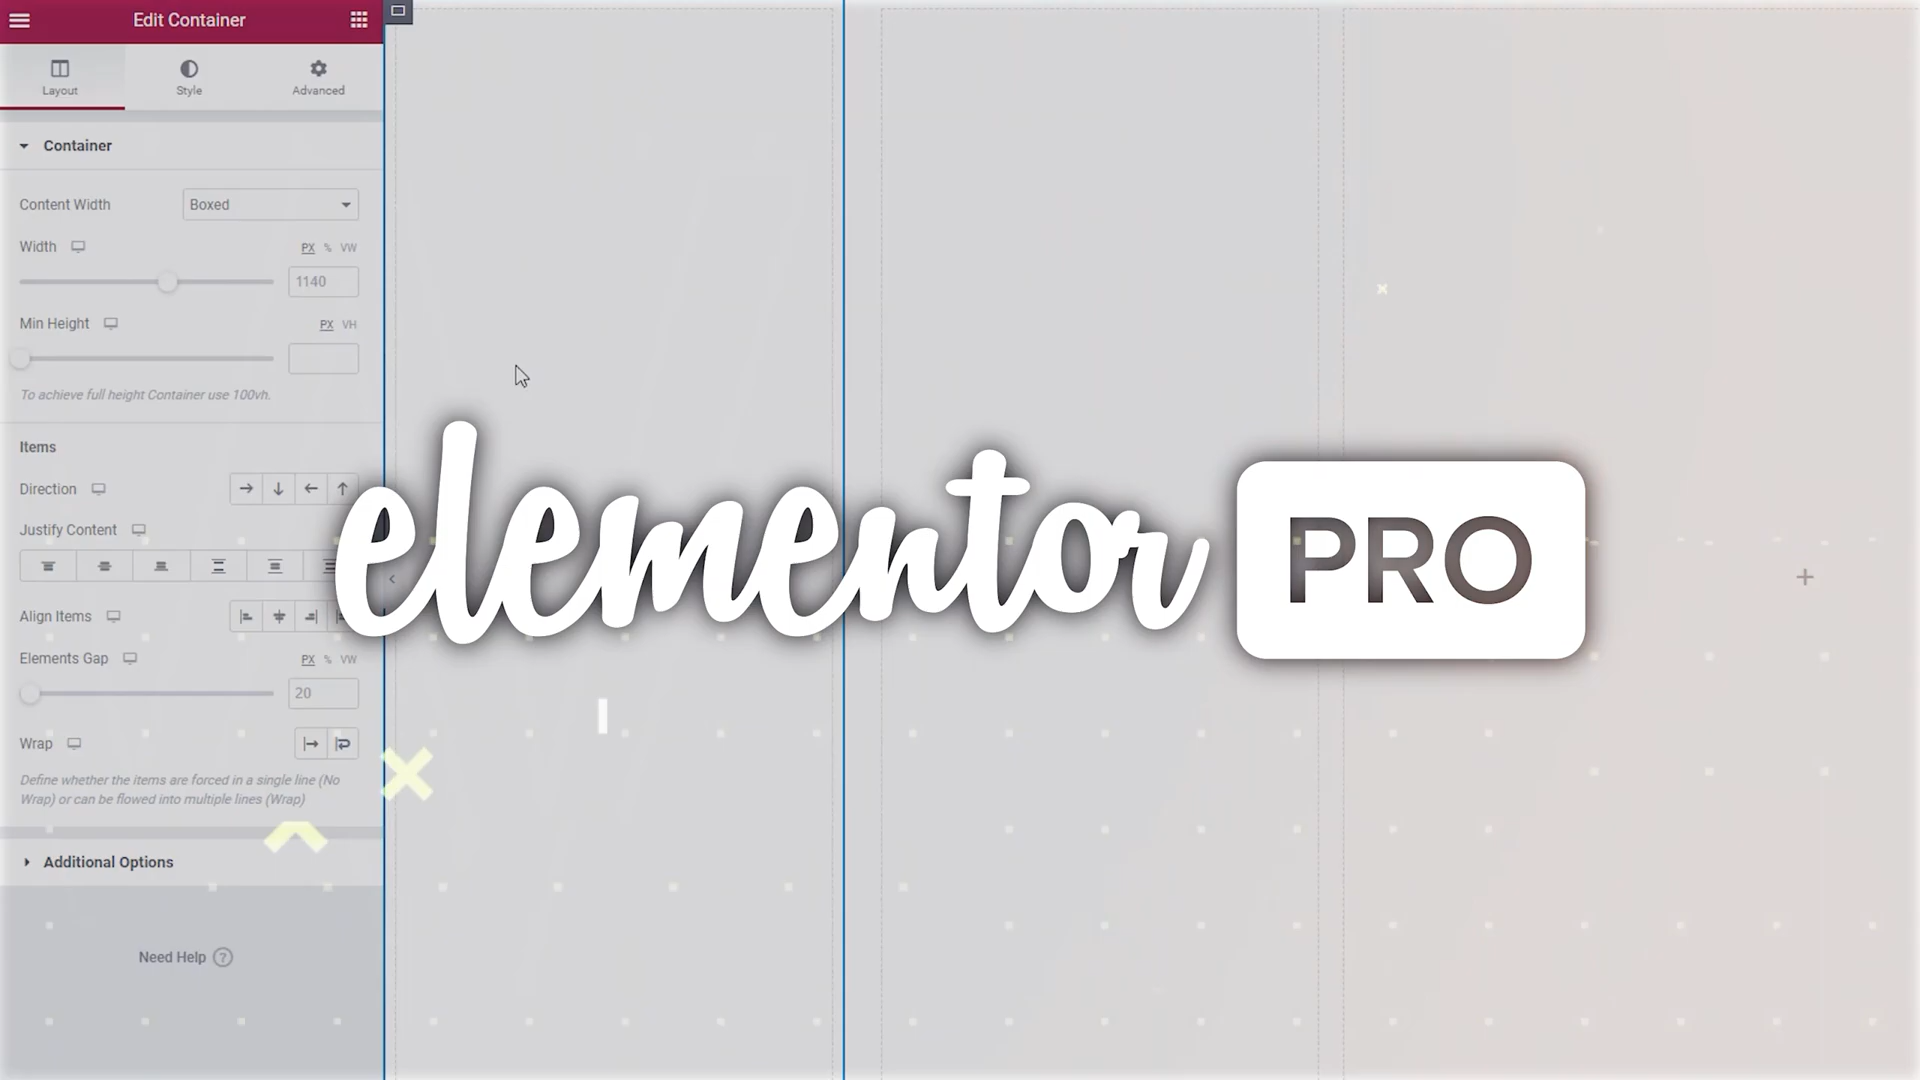 Edit Container
Layout
Style
Advanced
Container
Content Width
Boxed
Width
PX % VW
1140
Min Height
PX VH
To achieve full height Container use 100vh.
Items
Direction
Justify Content
Align Items
Elements Gap
PX % VW
20
Wrap
Define whether the items are forced in a single line (No
Wrap) or can be flowed into multiple lines (Wrap)
Additional Options
Need Help ?
elementor PRO